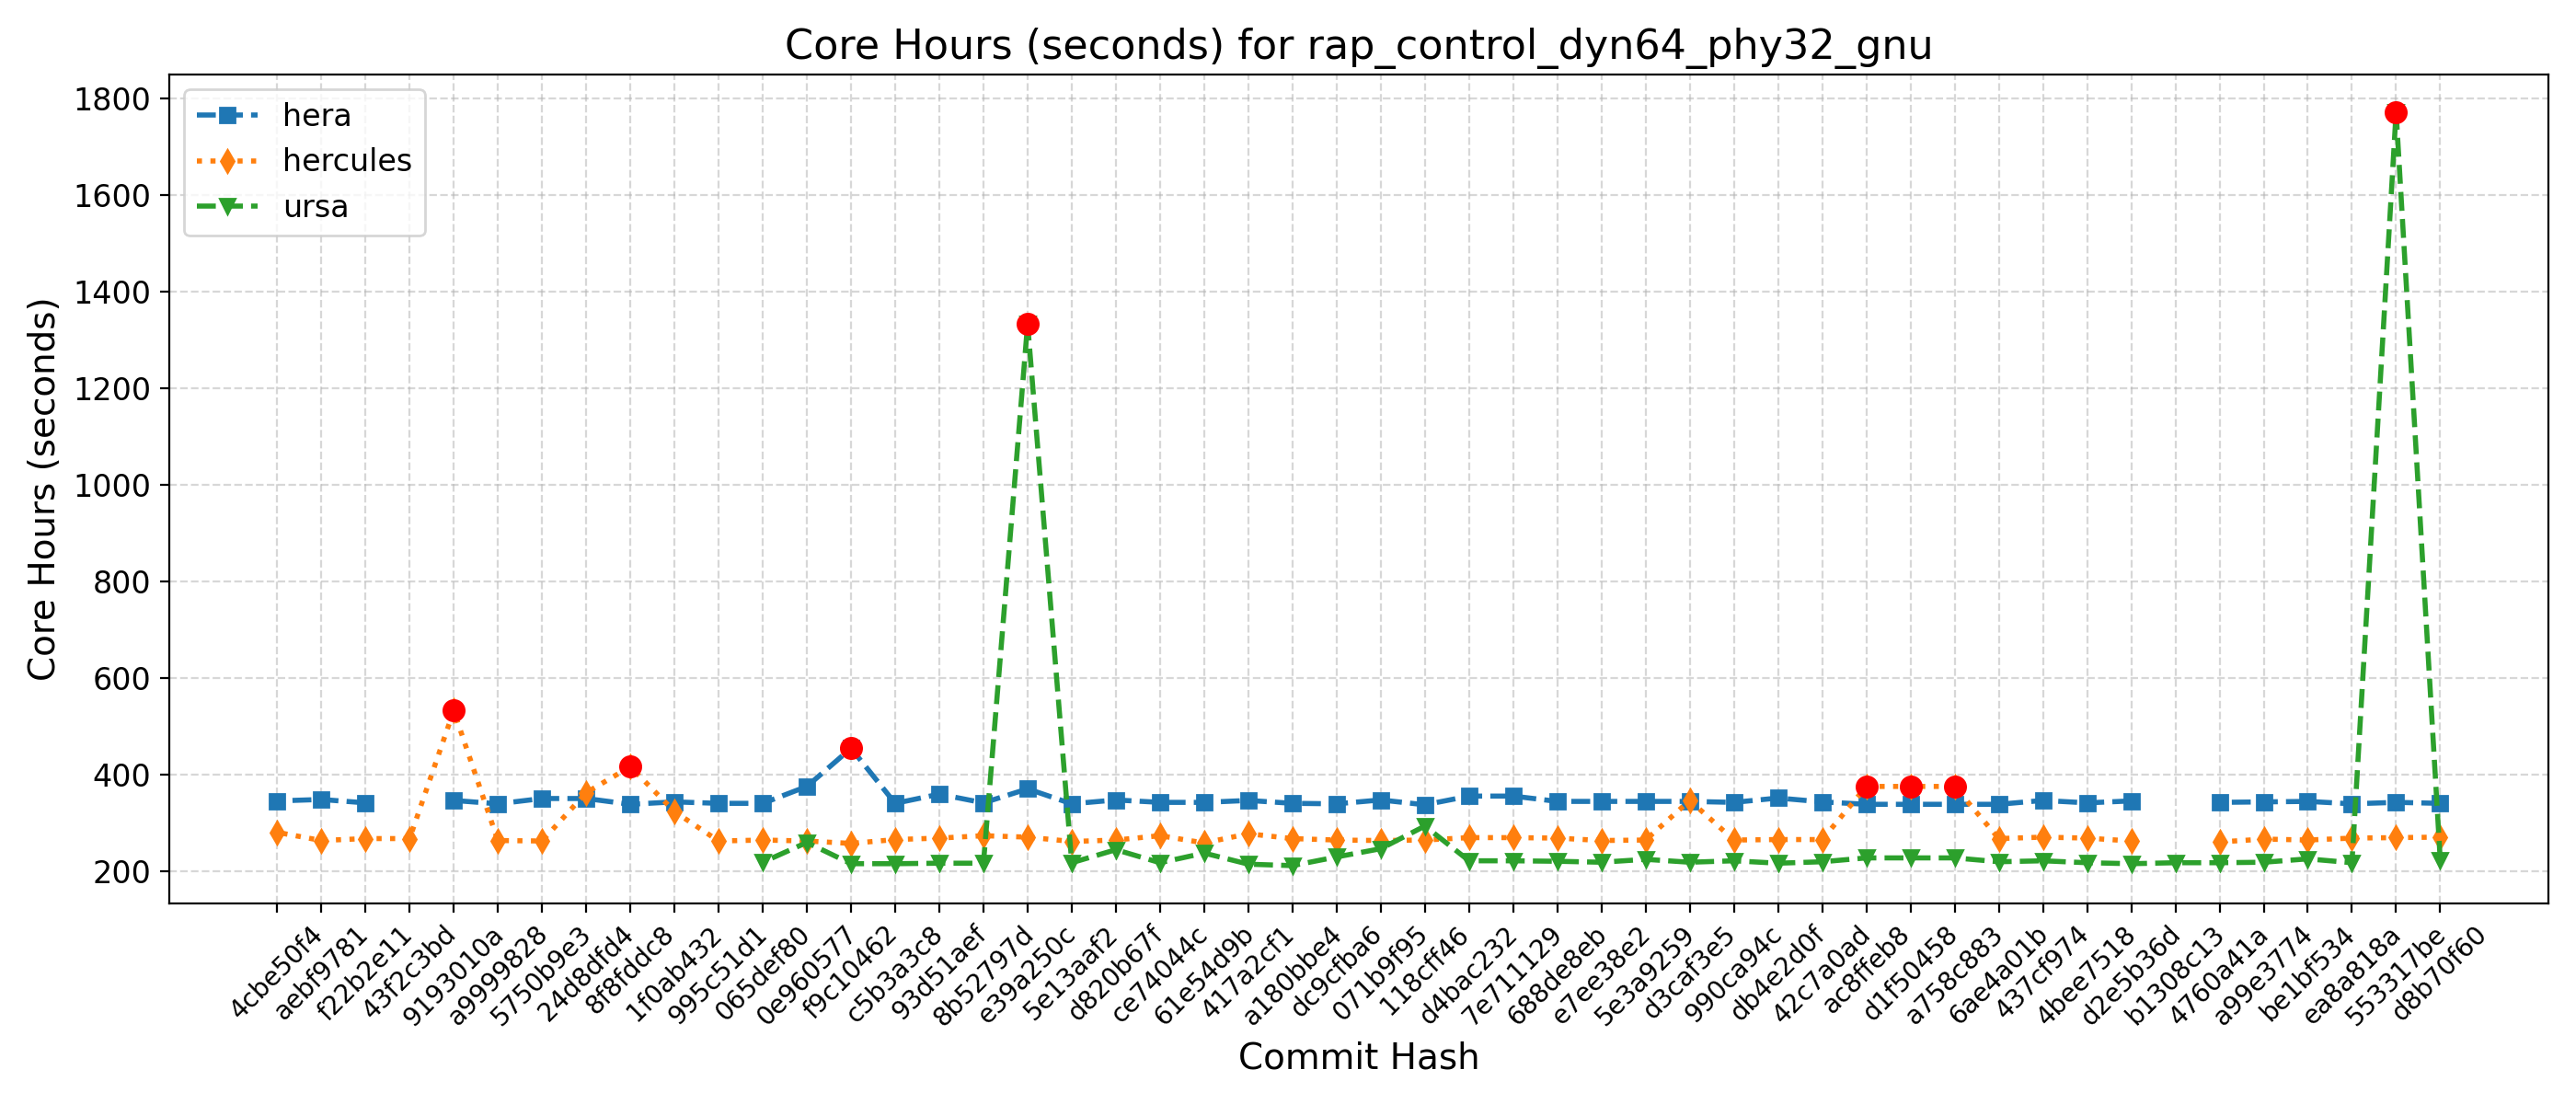 Core Hours (seconds) for rap_control_dyn64_phy32_gnu
hera
hercules
ursa
Core Hours (seconds)
1800
1600
1400
1200
1000
800
600
400
200
4cbe50f4
aebf9781
f22b2e11
43f2c3bd
9193010a
a9999828
5750b9e3
24d8dfd4
8f8fddc8
1f0ab432
995c51d1
065def80
0e960577
f9c10462
c5b3a3c8
93d51aef
8b52797d
e39a250c
5e13aaf2
d820b67f
ce74044c
61e54d9b
417a2cf1
a180bbe4
dc9cfba6
071b9f95
118cff46
d4bac232
7e711129
688de8eb
e7ee38e2
5e3a9259
d3caf3e5
990ca94c
db4e2d0f
42c7a0ad
ac8ffeb8
d1f50458
a758c883
6ae4a01b
437cf974
4bee7518
d2e5b36d
b1308c13
4760a41a
a99e3774
be1bf534
ea8a818a
553317be
d8b70f60
Commit Hash